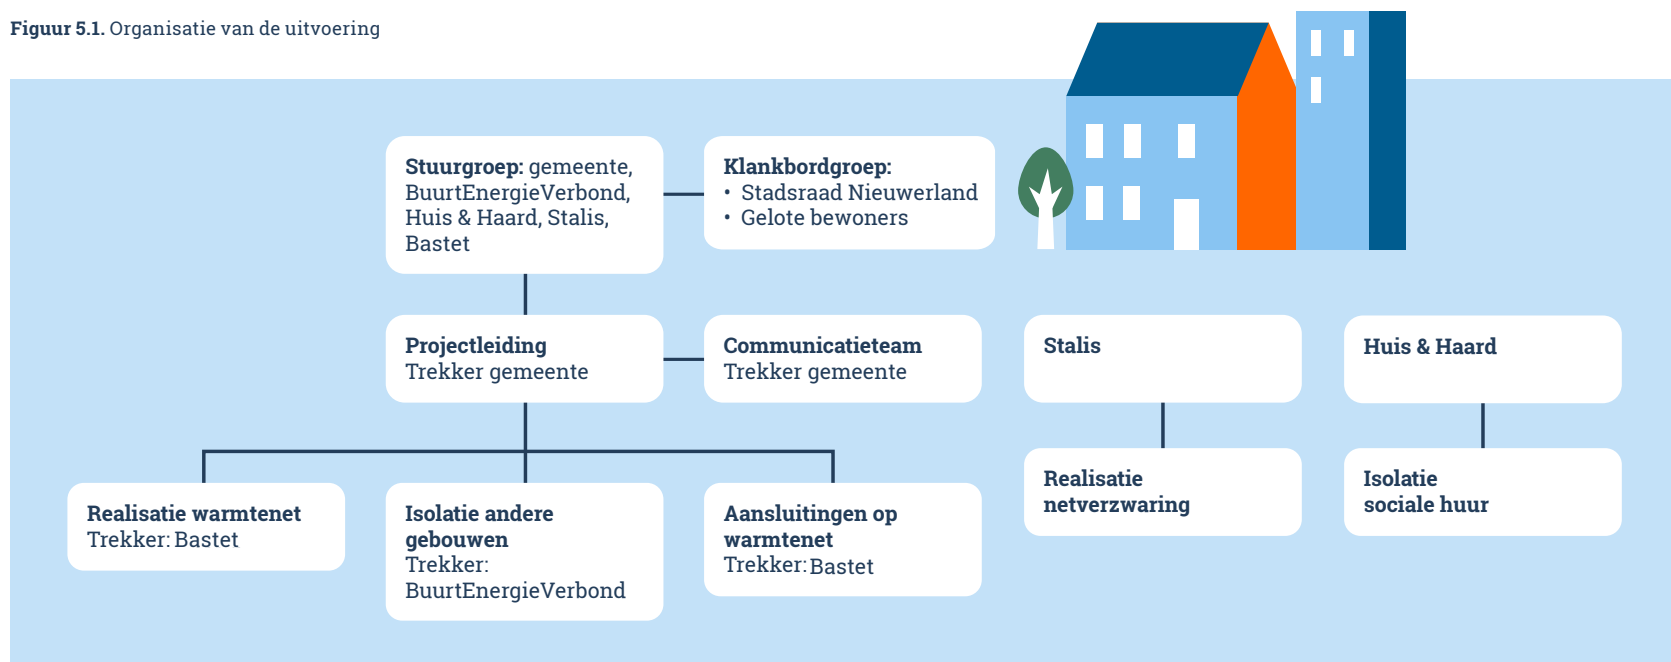 Figuur 5.1. Organisatie van de uitvoering
Stuurgroep: gemeente,
BuurtEnergieVerbond,
Huis & Haard, Stalis,
Bastet
Klankbordgroep:
• Stadsraad Nieuwerland
• Gelote bewoners
Projectleiding
Trekker gemeente
Communicatieteam
Trekker gemeente
Stalis
Huis & Haard
Realisatie warmtenet
Trekker: Bastet
Isolatie andere
gebouwen
Trekker:
BuurtEnergieVerbond
Aansluitingen op
warmtenet
Trekker: Bastet
Realisatie
netverzwaring
Isolatie
sociale huur